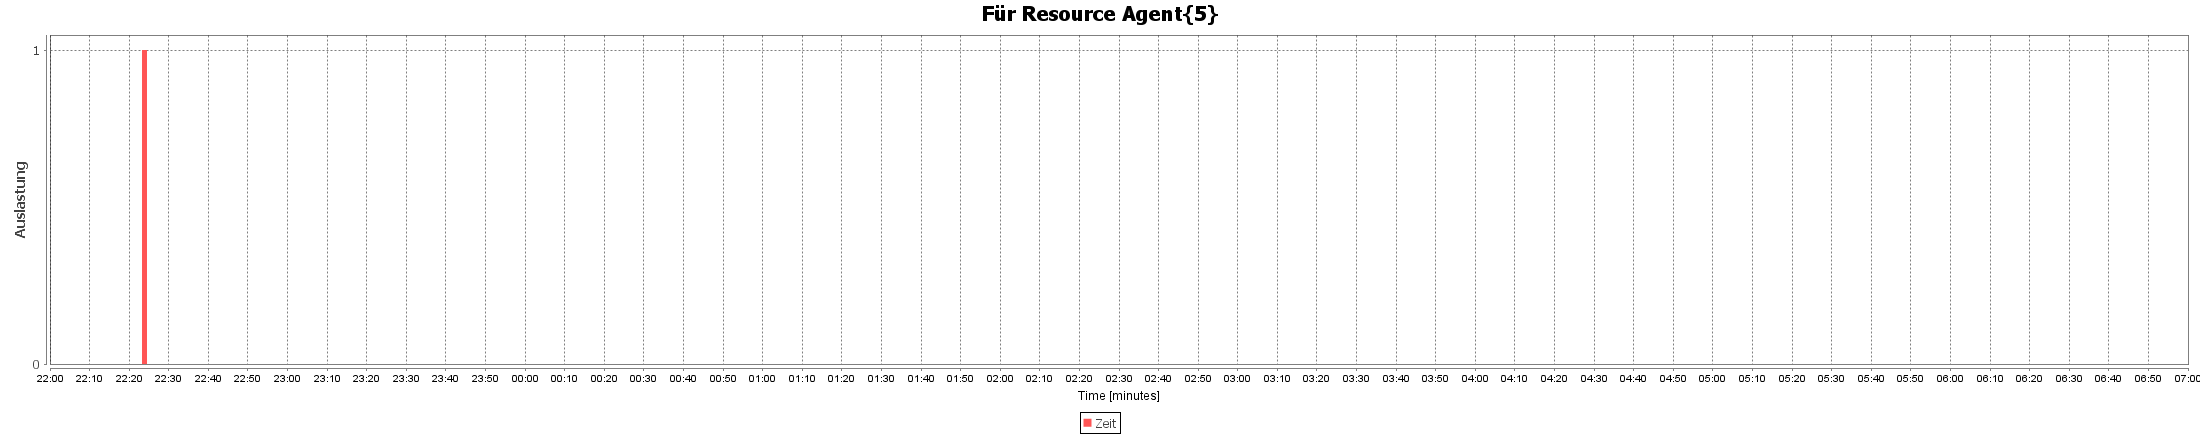 Für Resource Agent{5}
Auslastung
1
0
22:00 22:10 22:20 22:30 22:40 22:50 23:00 23:10 23:20 23:30 23:40 23:50 00:00 00:10 00:20 00:30 00:40 00:50 01:00 01:10 01:20 01:30 01:40 01:50 02:00 02:10 02:20 02:30 02:40 02:50 03:00 03:10 03:20 03:30 03:40 03:50 04:00 04:10 04:20 04:30 04:40 04:50 05:00 05:10 05:20 05:30 05:40 05:50 06:00 06:10 06:20 06:30 06:40 06:50 07:00
Time [minutes]
Zeit